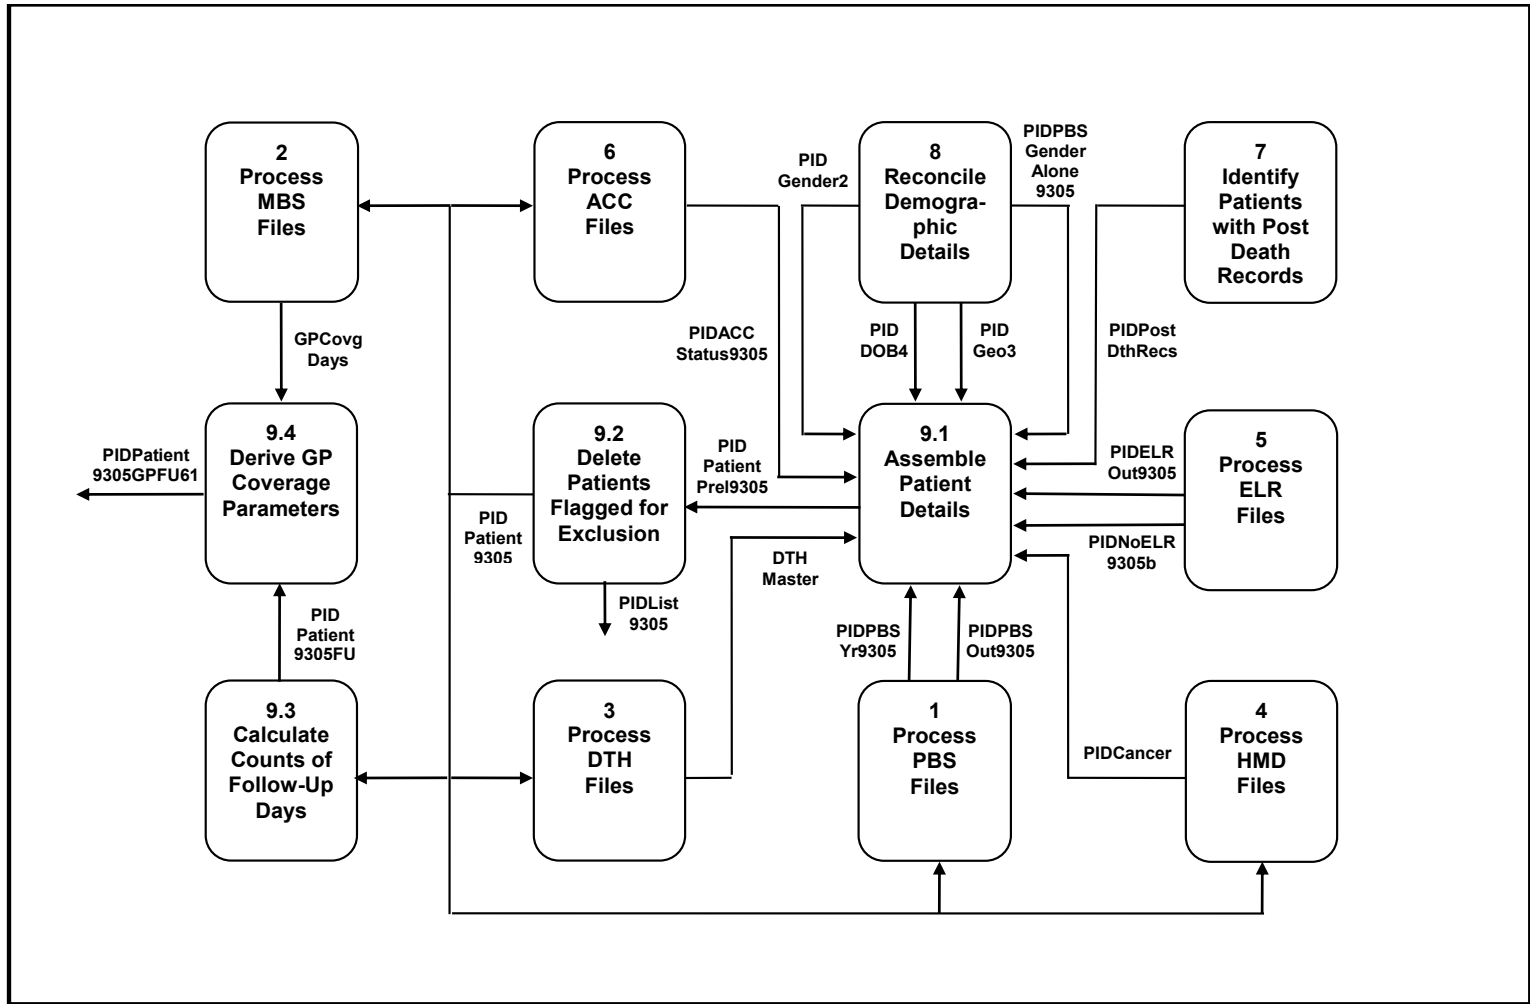 2
Process
MBS
Files
6
Process
ACC
Files
PID
Gender2
8
Reconcile
Demogra-
phic
Details
PIDPBS
Gender
Alone
9305
7
Identify
Patients
with Post
Death
Records
GPCovg
Days
PIDACC
Status9305
PID
DOB4
PID
Geo3
PIDPost
DthRecs
PIDPatient
9305GPFU61
9.4
Derive GP
Coverage
Parameters
PID
Patient
9305
9.2
Delete
Patients
Flagged for
Exclusion
PID
Patient
Prel9305
9.1
Assemble
Patient
Details
PIDELR
Out9305
PIDNoELR
9305b
5
Process
ELR
Files
PID
Patient
9305FU
PIDList
9305
DTH
Master
PIDPBS
Yr9305
PIDPBS
Out9305
9.3
Calculate
Counts of
Follow-Up
Days
3
Process
DTH
Files
1
Process
PBS
Files
PIDCancer
4
Process
HMD
Files